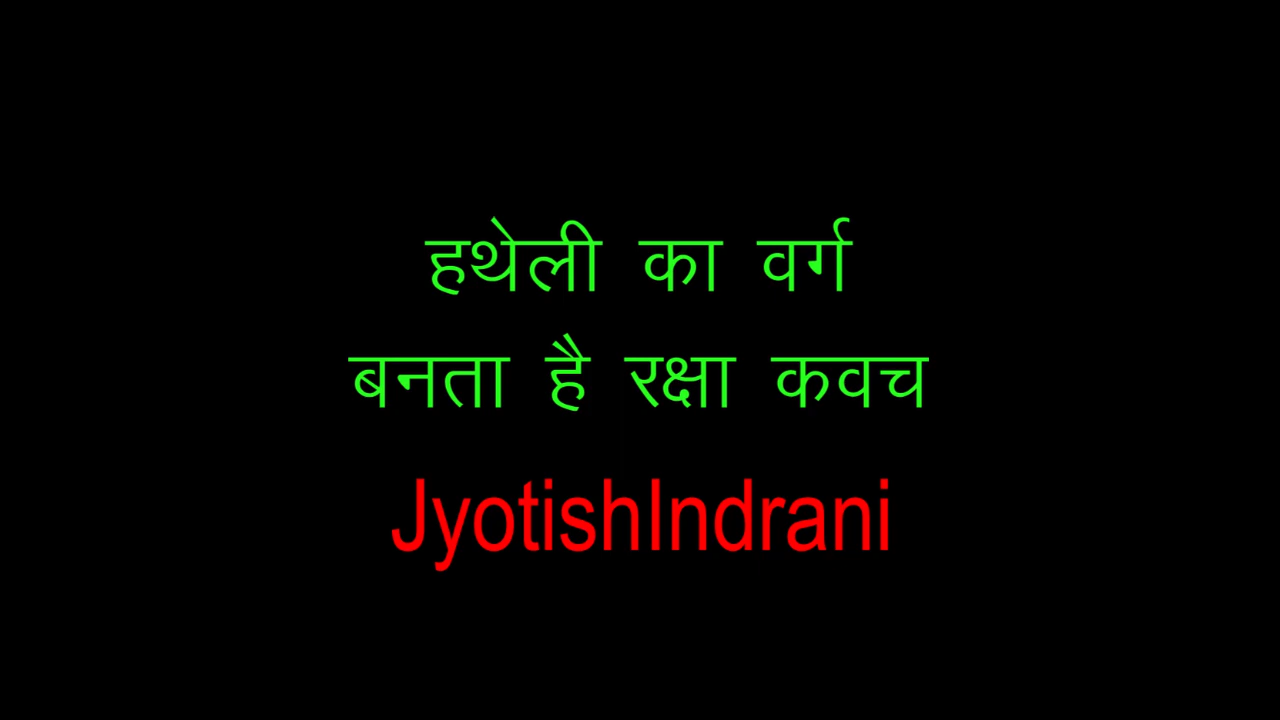 हथेली का वर्ग
बनता है रक्षा कवच
JyotishIndrani